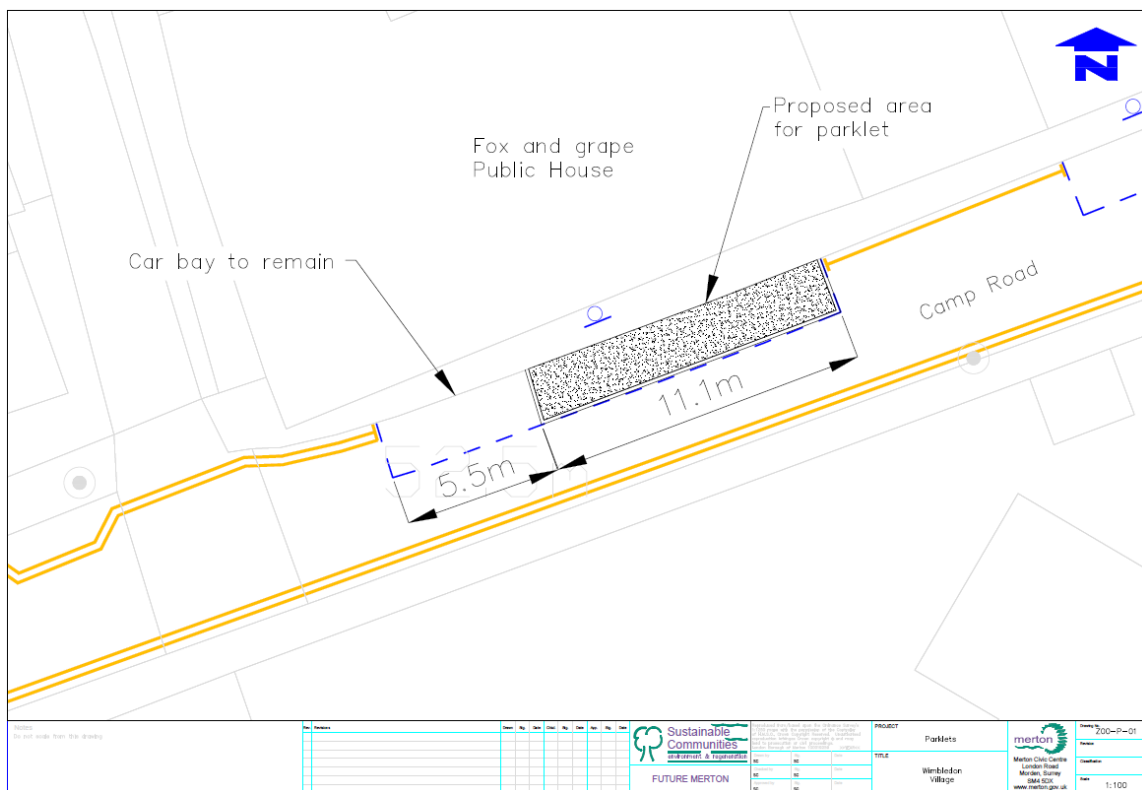 N
Proposed area
for parklet
Fox and grape
Public House
Car bay to remain
Camp Road
11.1m
5.5m
Notes
Do not scale from this drawing
Rev
Revisions
Drawn
Sig
Date
Chkd
Sig
Date
App.
Sig
Date
Sustainable
Communities
environment & regeneration
FUTURE MERTON
PROJECT
Parklets
TITLE
Wimbledon
Village
merton
Merton Civic Centre
London Road
Morden, Surrey
SM4 5DX
www.merton.gov.uk
Drawing No.
Z00-P-01
Revision
Classification
Scale
1:100